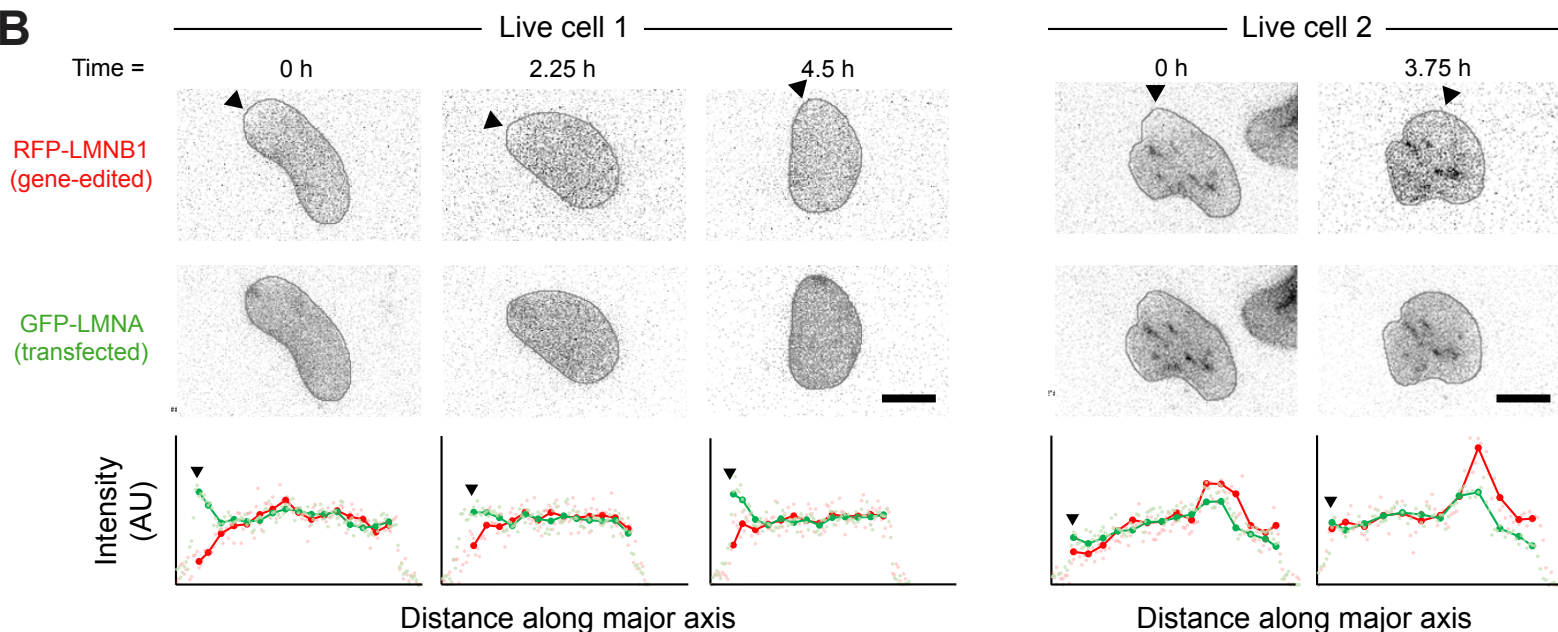 B
Live cell 1
Live cell 2
Time =
0 h
2.25 h
4.5 h
0 h
3.75 h
RFP-LMNB1
(gene-edited)
GFP-LMNA
(transfected)
Intensity
(AU)
Distance along major axis
Distance along major axis